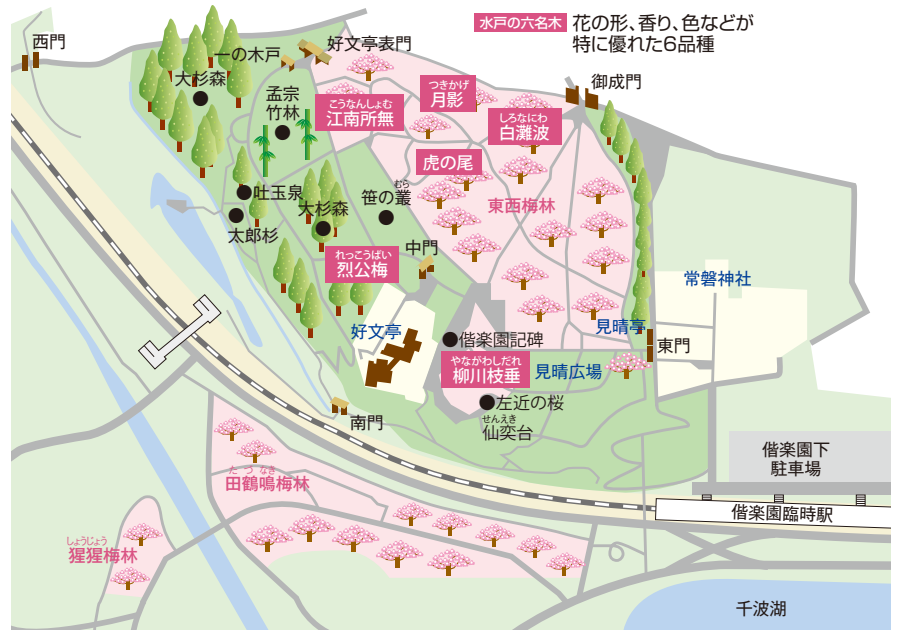 水戸の六名木
花の形、香り、色などが
特に優れた6品種
西門
一の木戸
好文亭表門
大杉森
孟宗
竹林
こうなんしょむ
江南所無
つきかげ
月影
御成門
しろなにわ
白灘波
虎の尾
吐玉泉
大杉森
笹の叢
むら
東西梅林
太郎杉
れっこうばい
烈公梅
中門
常磐神社
好文亭
偕楽園記碑
見晴亭
東門
やながわしだれ
柳川枝垂
見晴広場
左近の桜
せんえき
仙奕台
南門
偕楽園下
駐車場
たづなき
田鶴鳴梅林
偕楽園臨時駅
しょうじょう
猩猩梅林
千波湖